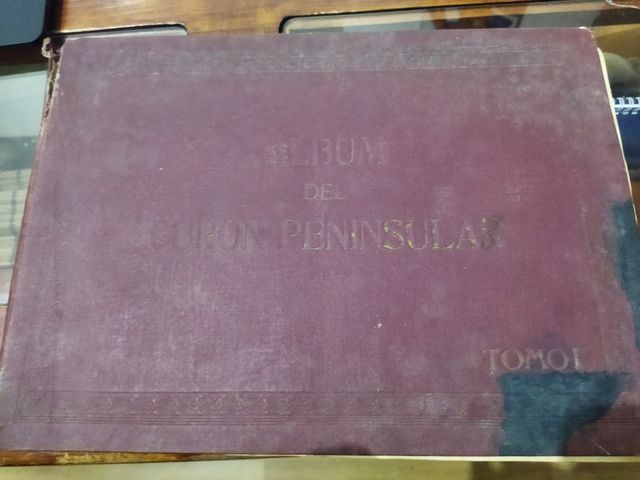 ALBUM
DEL
CUPON PENINSULAR
TOMO I